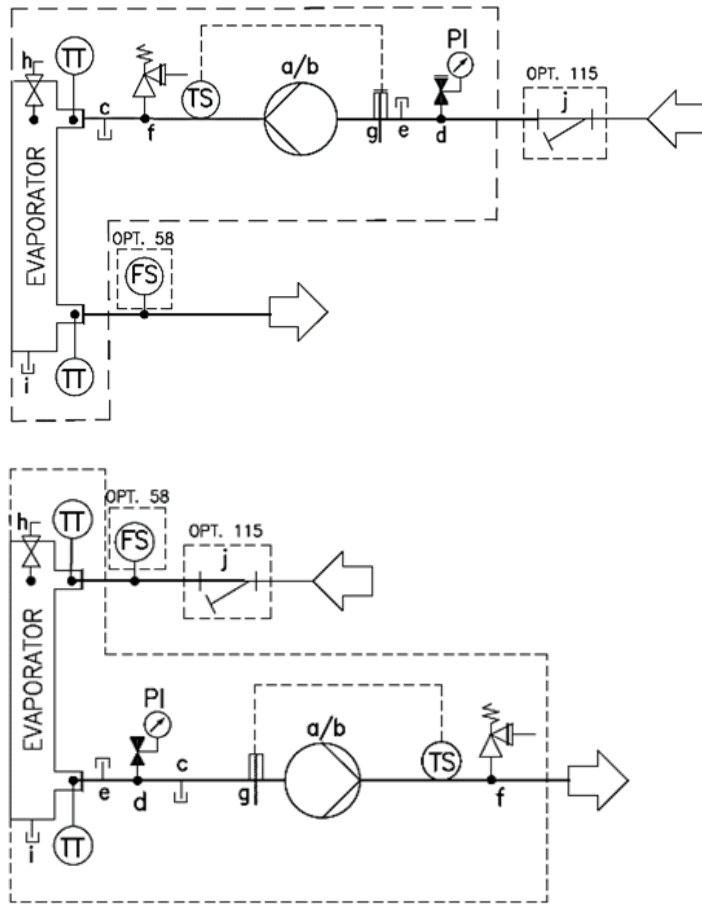 PI
h TT a/b OPT. 115
TS j
c f g e d
EVAPORATOR
OPT. 58
FS
i TT
OPT. 58
h TT FS OPT. 115
j
EVAPORATOR
PI a/b
c TS
e d g f
i TT